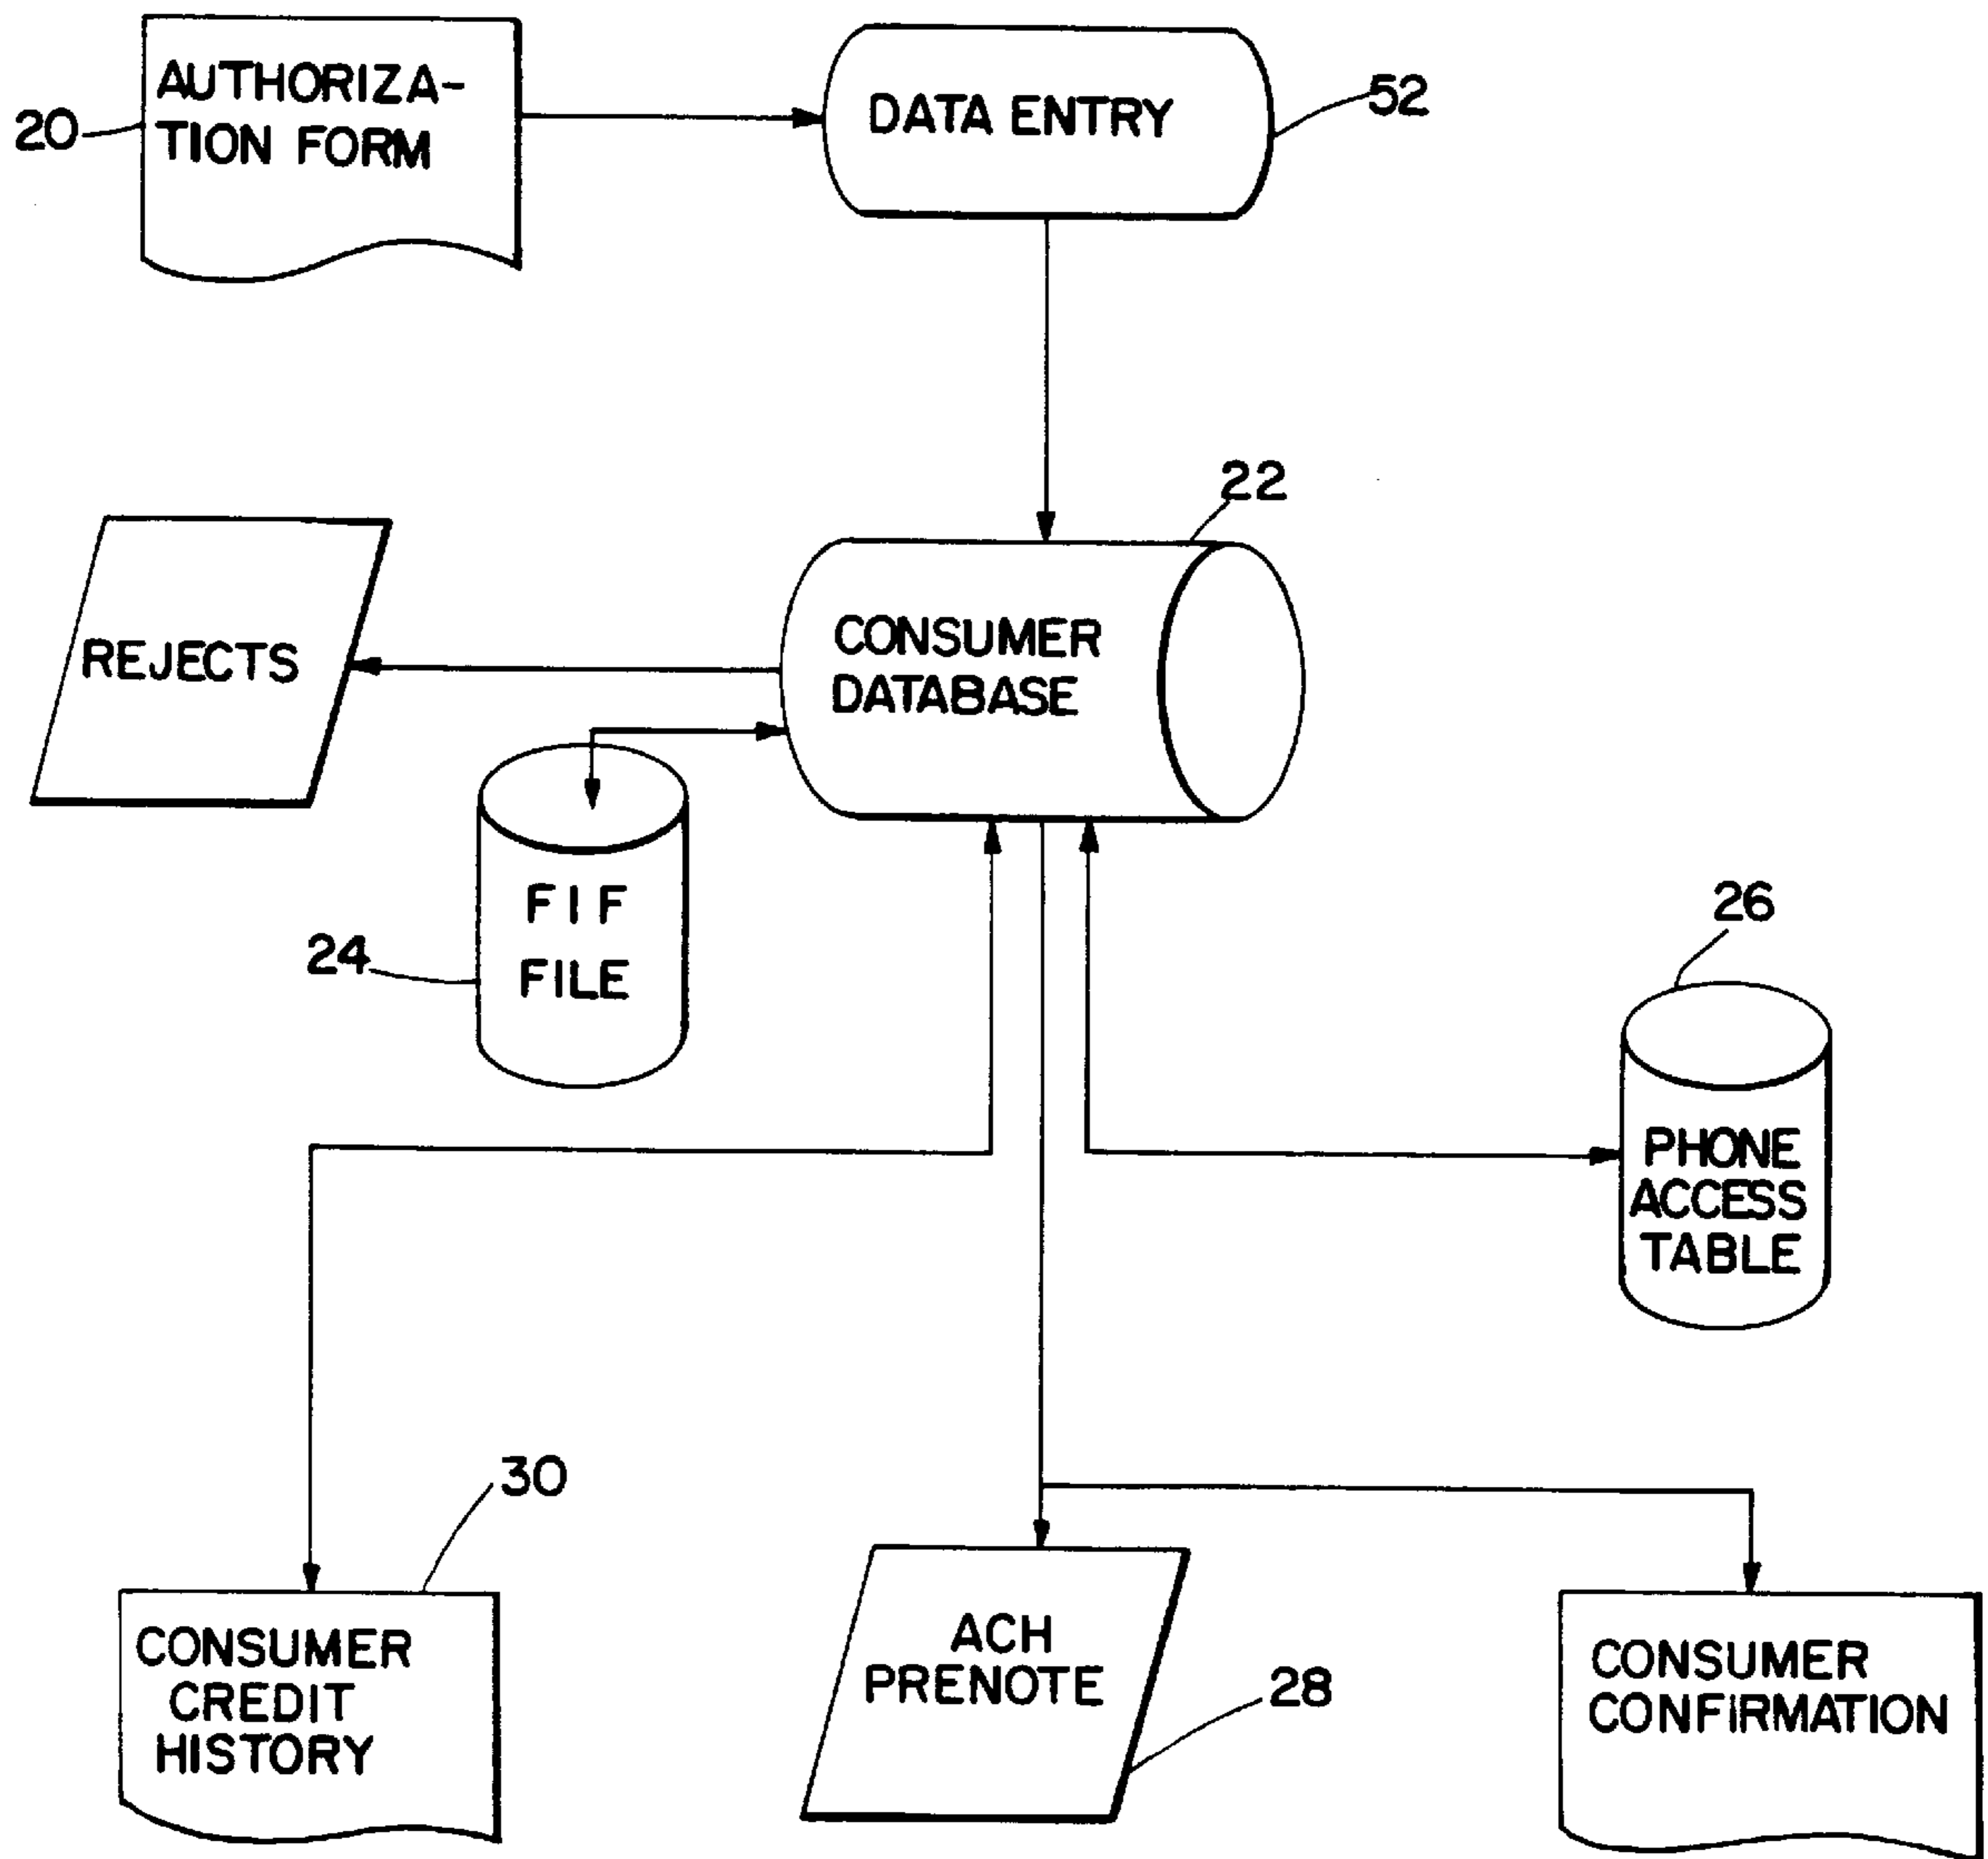 AUTHORIZA-
TION FORM
20
DATA ENTRY
52
22
CONSUMER
DATABASE
REJECTS
FIF
FILE
24
26
PHONE
ACCESS
TABLE
30
CONSUMER
CREDIT
HISTORY
ACH
PRENOTE
28
CONSUMER
CONFIRMATION